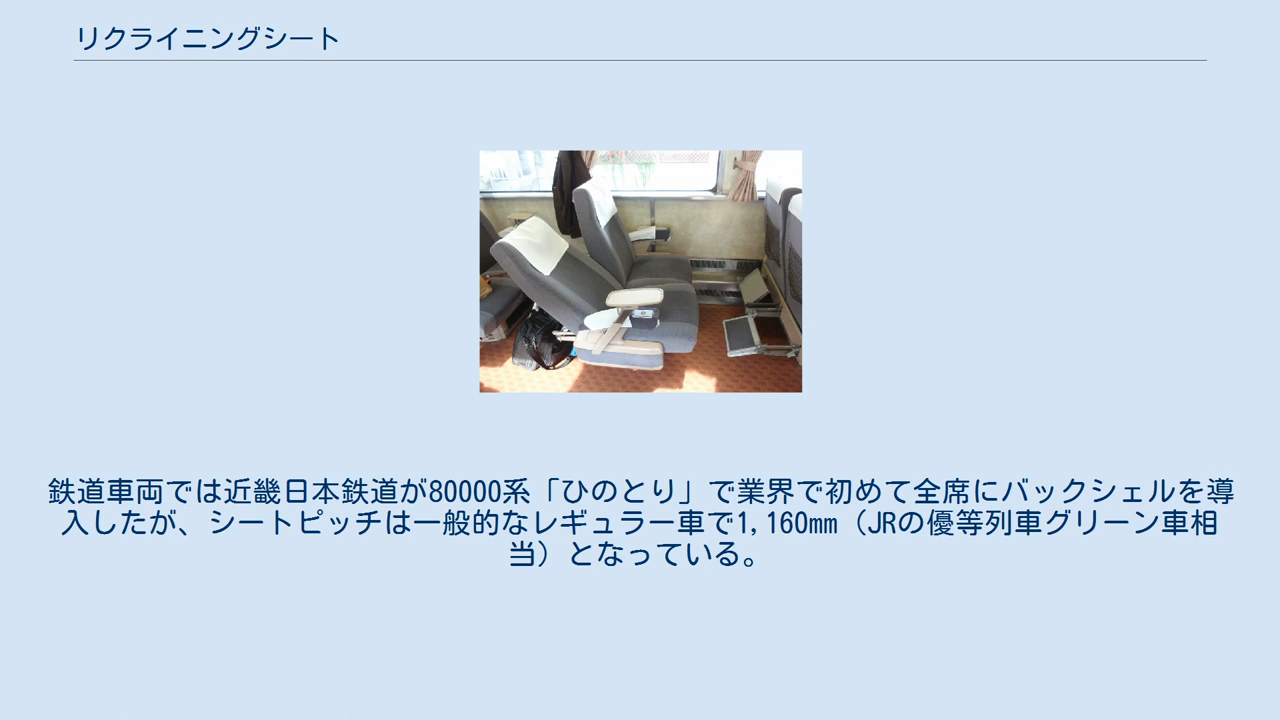 リクライニングシート
鉄道車両では近畿日本鉄道が80000系「ひのとり」で業界で初めて全席にバックシェルを導
入したが、シートピッチは一般的なレギュラー車で1,160mm（JRの優等列車グリーン車相
当）となっている。